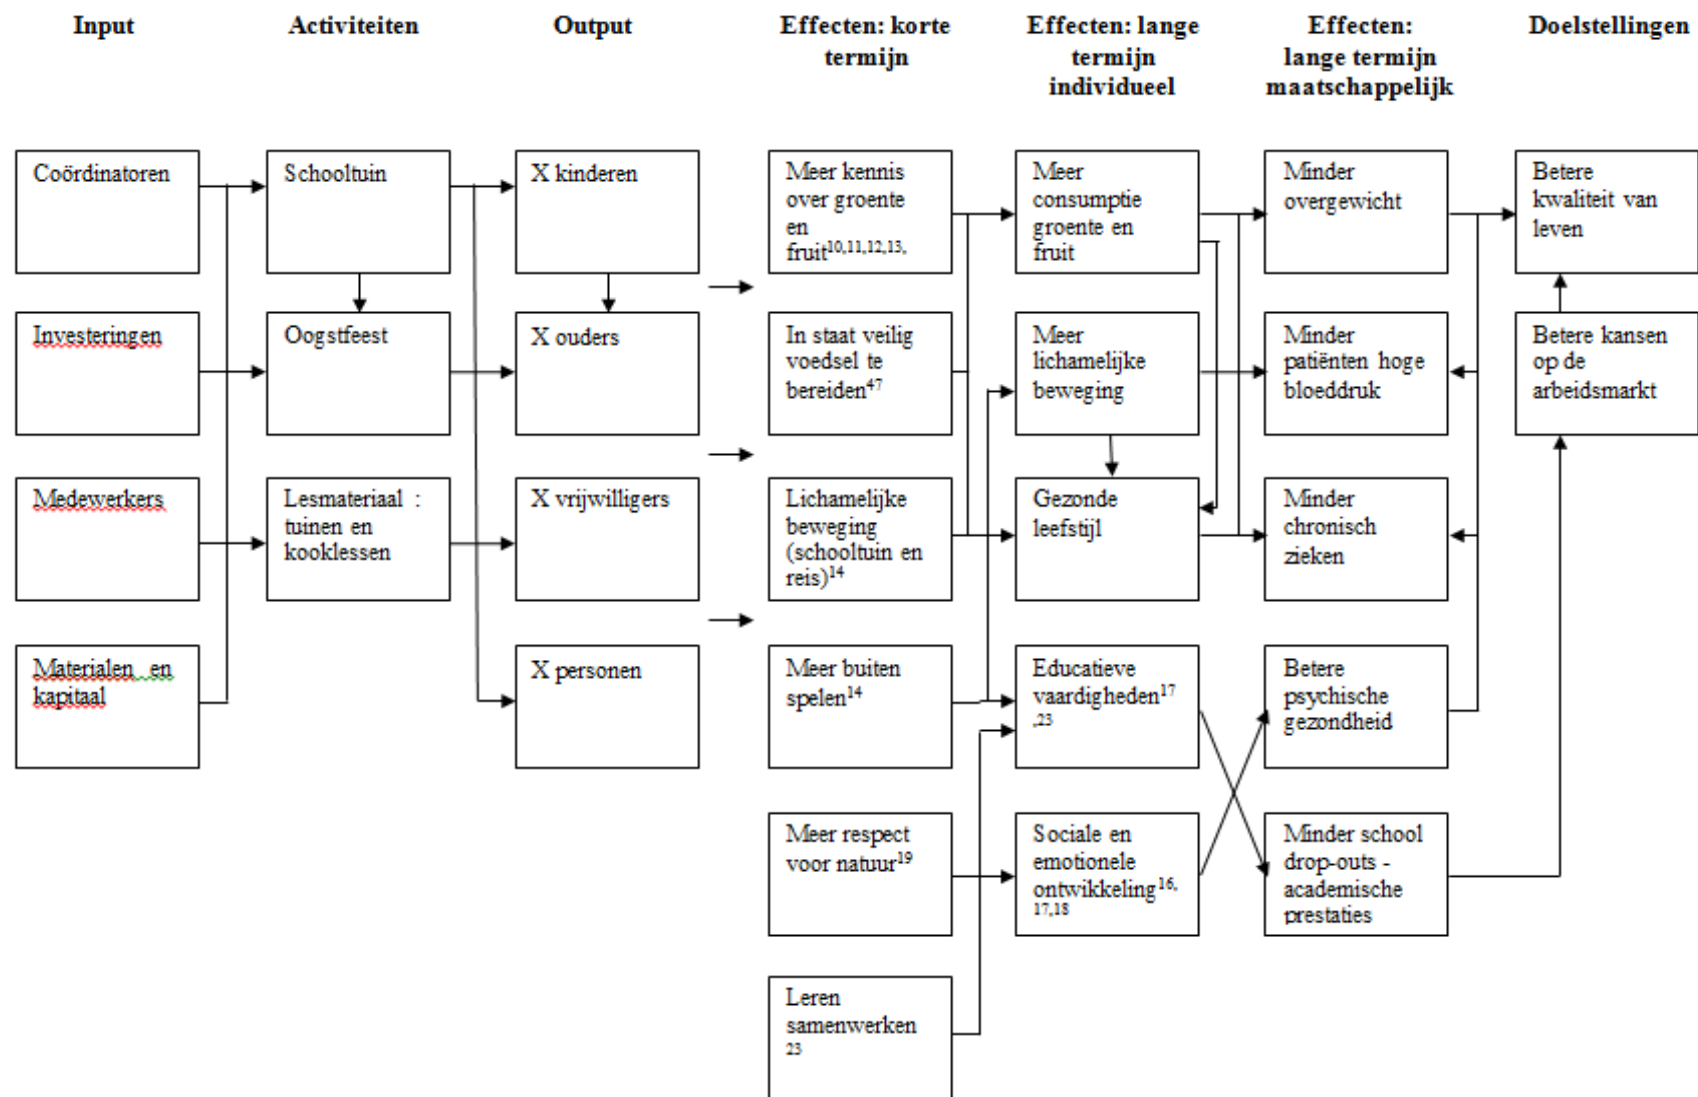 Input
Activiteiten
Output
Effecten: korte
termijn
Effecten: lange
termijn
individueel
Effecten:
lange termijn
maatschappelijk
Doelstellingen
Coördinatoren
Investeringen
Medewerkers
Materialen en
kapitaal
Schooltuin
Oogstfeest
Lesmateriaal :
tuinen en
kooklessen
X kinderen
X ouders
X vrijwilligers
X personen
Meer kennis
over groente
en
fruit10,11,12,13,
In staat veilig
voedsel te
bereiden47
Lichamelijke
beweging
(schooltuin en
reis)14
Meer buiten
spelen14
Meer respect
voor natuur19
Leren
samenwerken
23
Meer
consumptie
groente en
fruit
Meer
lichamelijke
beweging
Gezonde
leefstijl
Educatieve
vaardigheden17
,23
Sociale en
emotionele
ontwikkeling16,
17,18
Minder
overgewicht
Minder
patiënten hoge
bloeddruk
Minder
chronisch
zieken
Betere
psychische
gezondheid
Minder school
drop-outs -
academische
prestaties
Betere
kwaliteit van
leven
Betere kansen
op de
arbeidsmarkt